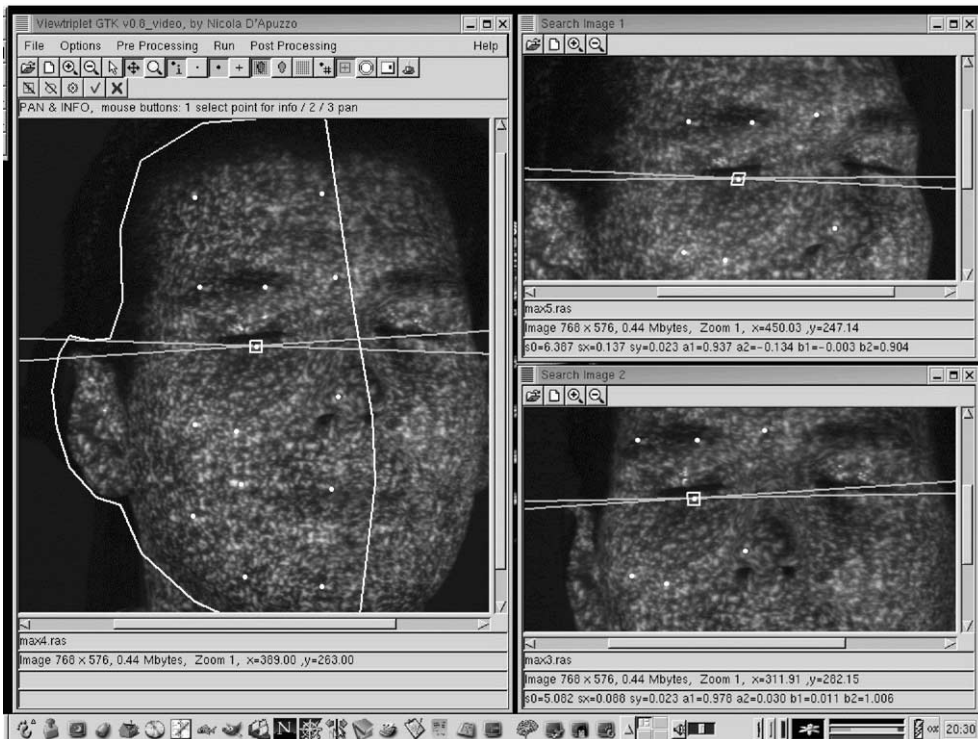 Viewtriplet GTK v0.8_video, by Nicola D'Apuzzo
File Options Pre Processing Run Post Processing Help
PAN & INFO, mouse buttons: 1 select point for info / 2 / 3 pan
max4.ras
Image 768 x 576, 0.44 Mbytes, Zoom 1, x=389.00 ,y=263.00
Search Image 1
max5.ras
Image 768 x 576, 0.44 Mbytes, Zoom 1, x=450.03 ,y=247.14
s0=6.387 sx=0.137 sy=0.023 a1=0.937 a2=-0.134 b1=-0.003 b2=0.904
Search Image 2
max3.ras
Image 768 x 576, 0.44 Mbytes, Zoom 1, x=311.91 ,y=282.15
s0=5.082 sx=0.088 sy=0.023 a1=0.978 a2=0.030 b1=0.011 b2=1.006
N 20:36